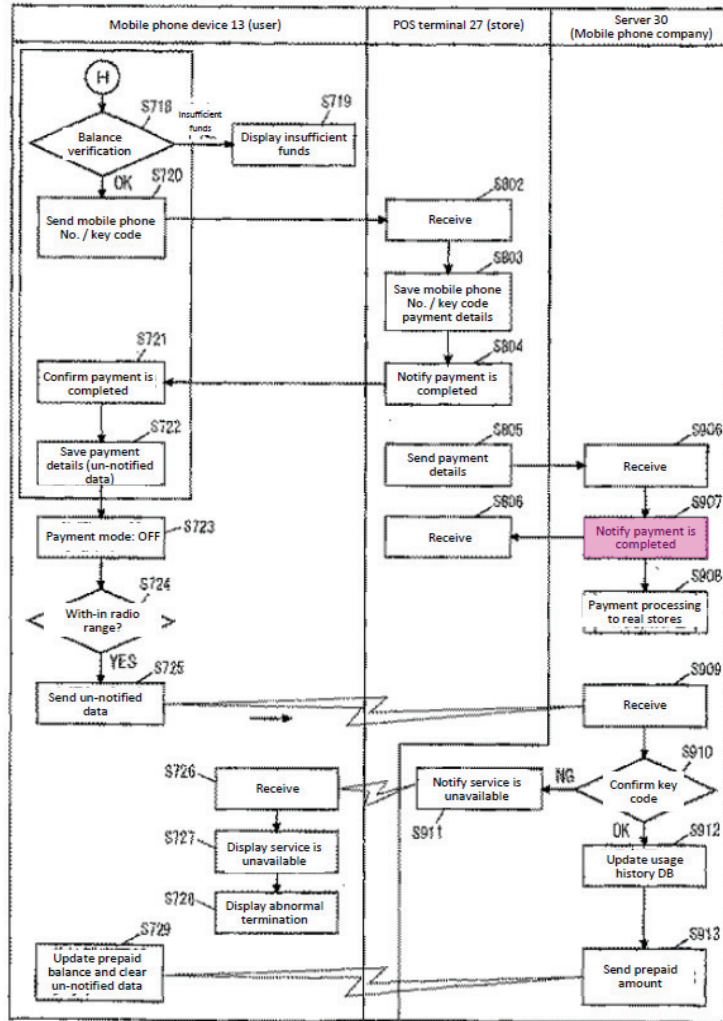 Mobile phone device 13 (user)
POS terminal 27 (store)
Server 30
(Mobile phone company)
H
S718
Balance
verification
Insufficient
funds
S719
Display insufficient
funds
OK
S720
Send mobile phone
No. / key code
S802
Receive
S803
Save mobile phone
No. / key code
payment details
S721
Confirm payment is
completed
S804
Notify payment is
completed
S722
Save payment
details (un-notified
data)
S805
Send payment
details
S906
Receive
S723
Payment mode: OFF
S806
Receive
S907
Notify payment is
completed
S724
With-in radio
range?
S908
Payment processing
to real stores
YES
S725
Send un-notified
data
S909
Receive
S726
Receive
Notify service is
unavailable
S911
NG
S910
Confirm key
code
OK
S727
Display service is
unavailable
S912
Update usage
history DB
S728
Display abnormal
termination
S729
Update prepaid
balance and clear
un-notified data
S913
Send prepaid
amount